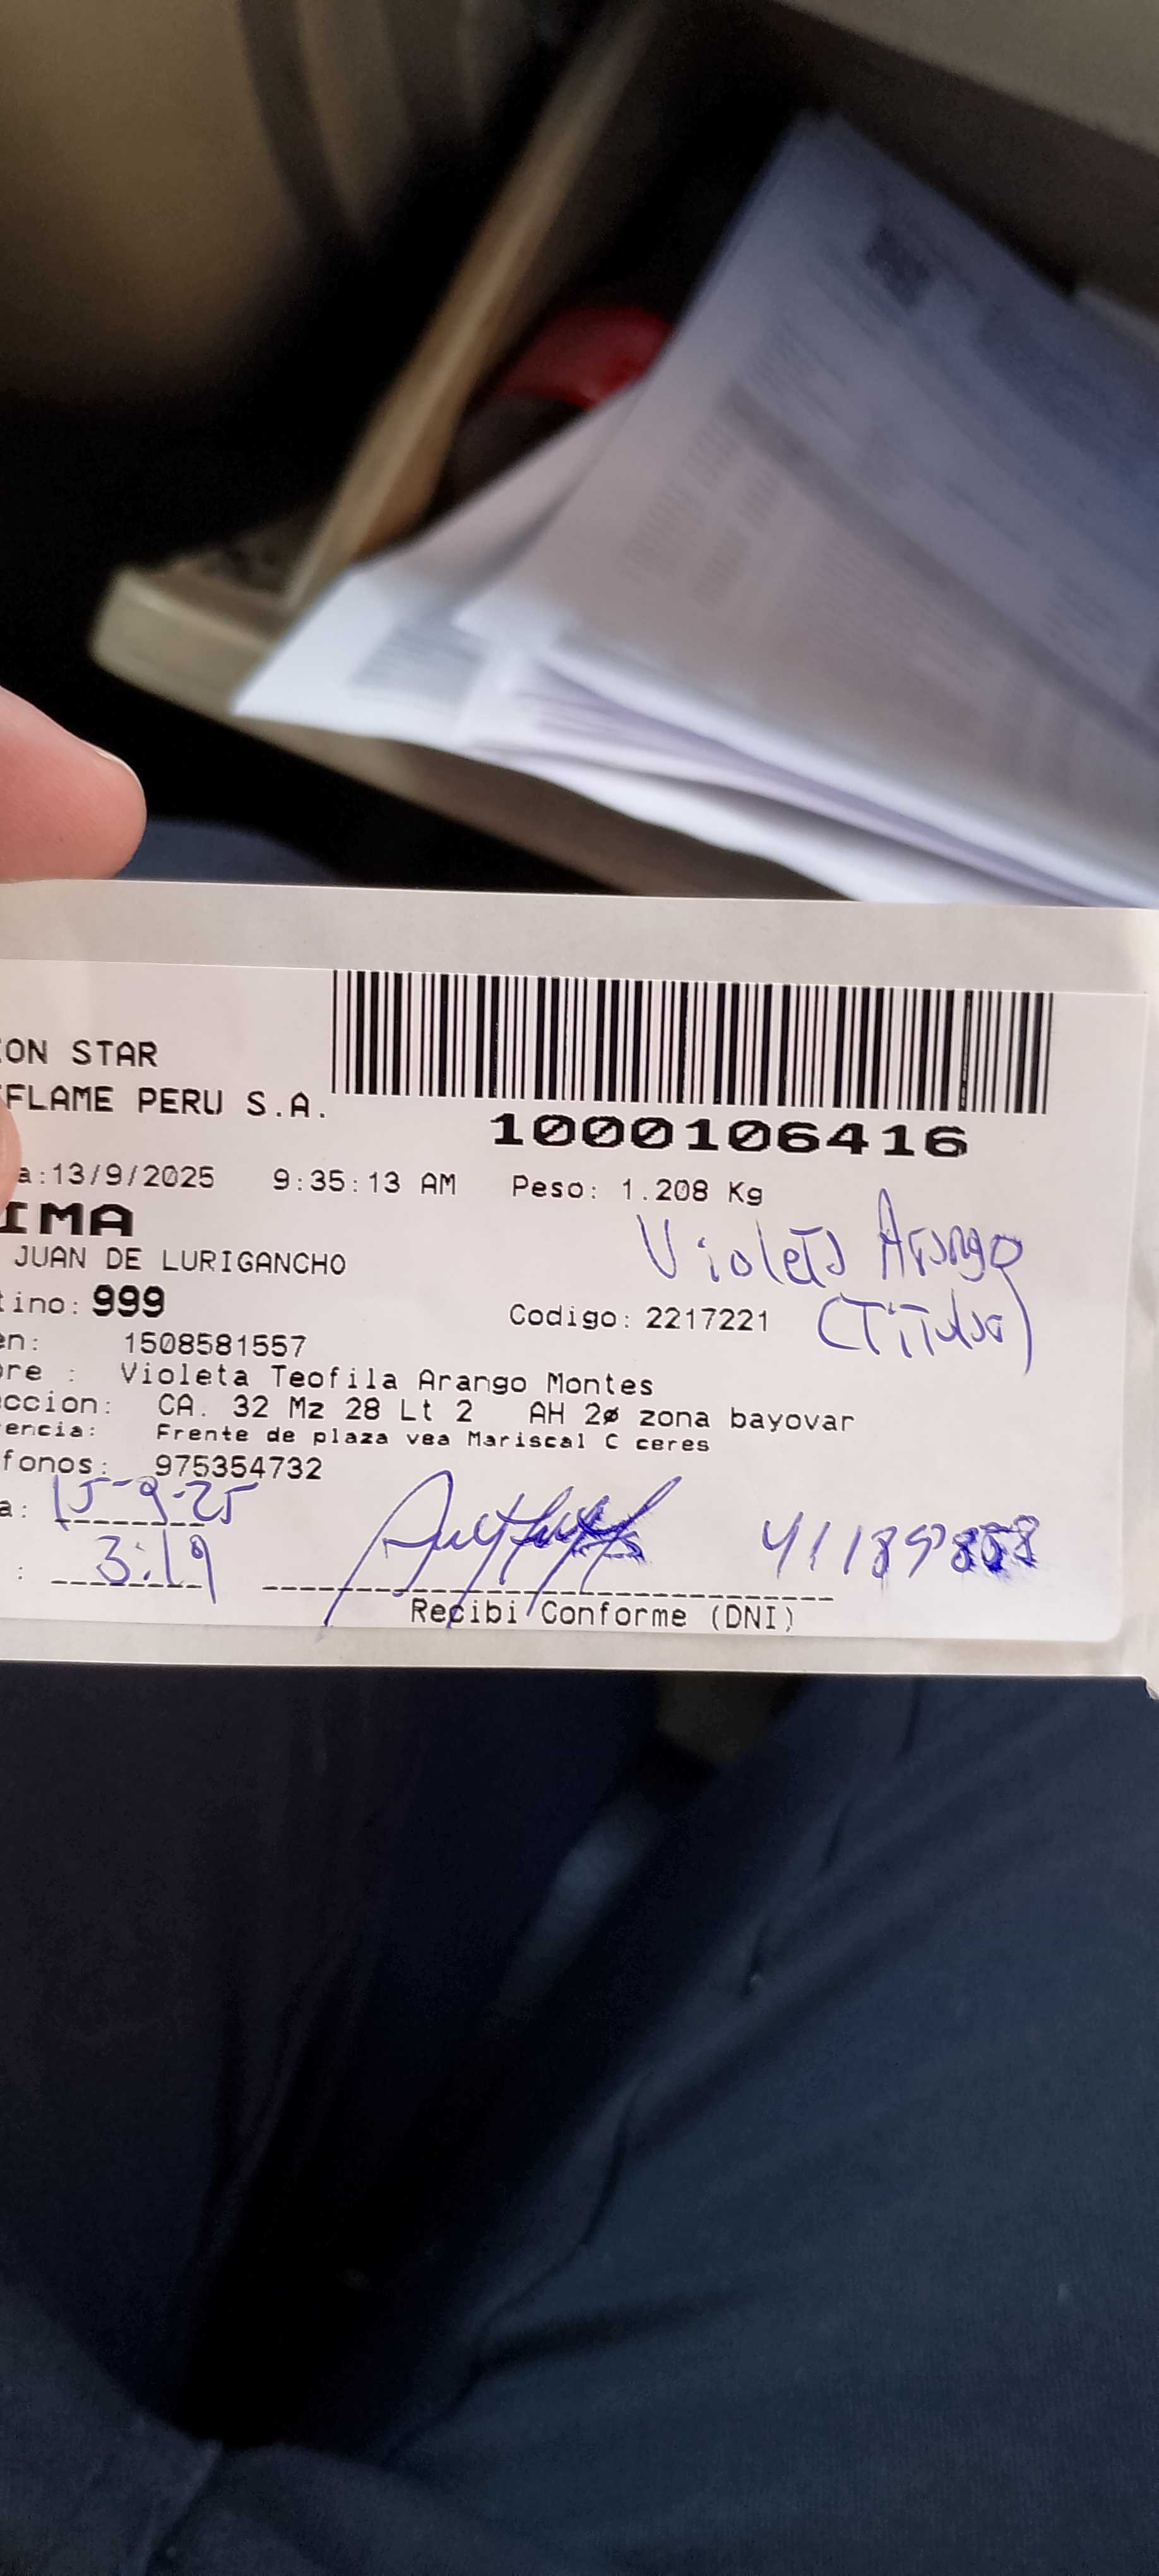 ON STAR
FLAME PERU S.A.
1000106416
a:13/9/2025 9:35:13 AM Peso: 1.208 Kg
IMA
Violeta Arango
JUAN DE LURIGANCHO
tino: 999 Codigo: 2217221 (Titular)
en: 1508581557
re : Violeta Teofila Arango Montes
ccion: CA. 32 Mz 28 Lt 2 AH 2ø zona bayovar
encia: Frente de plaza vea Mariscal C ceres
fonos: 975354732
a: 15-9-25
: 3:19
Recibi Conforme (DNI)